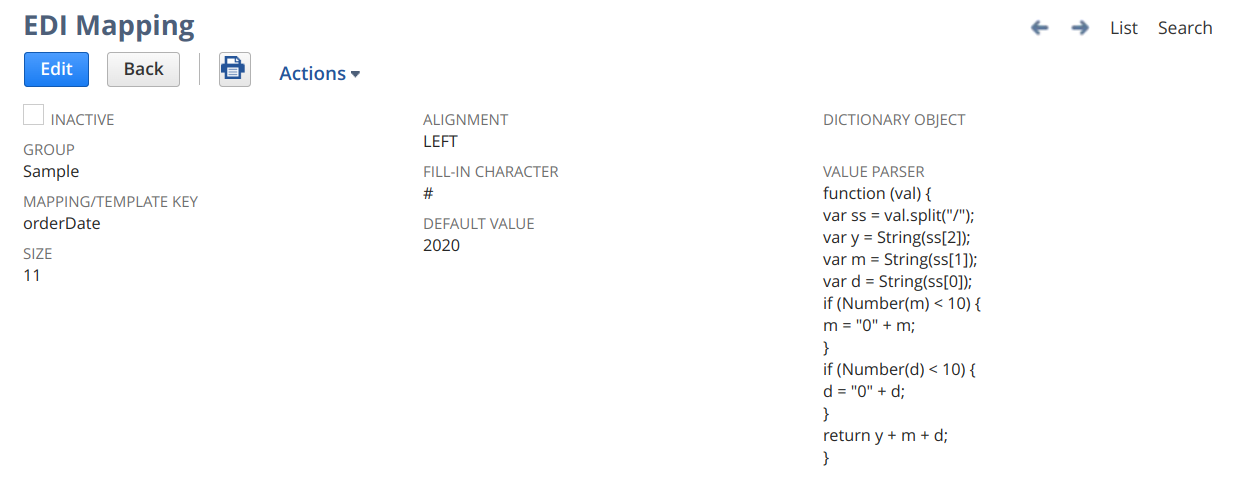 EDI Mapping
List Search
Edit Back Actions
INACTIVE
GROUP
Sample
MAPPING/TEMPLATE KEY
orderDate
SIZE
11
ALIGNMENT
LEFT
FILL-IN CHARACTER
#
DEFAULT VALUE
2020
DICTIONARY OBJECT
VALUE PARSER
function (val) {
var ss = val.split("/");
var y = String(ss[2]);
var m = String(ss[1]);
var d = String(ss[0]);
if (Number(m) < 10) {
m = "0" + m;
}
if (Number(d) < 10) {
d = "0" + d;
}
return y + m + d;
}